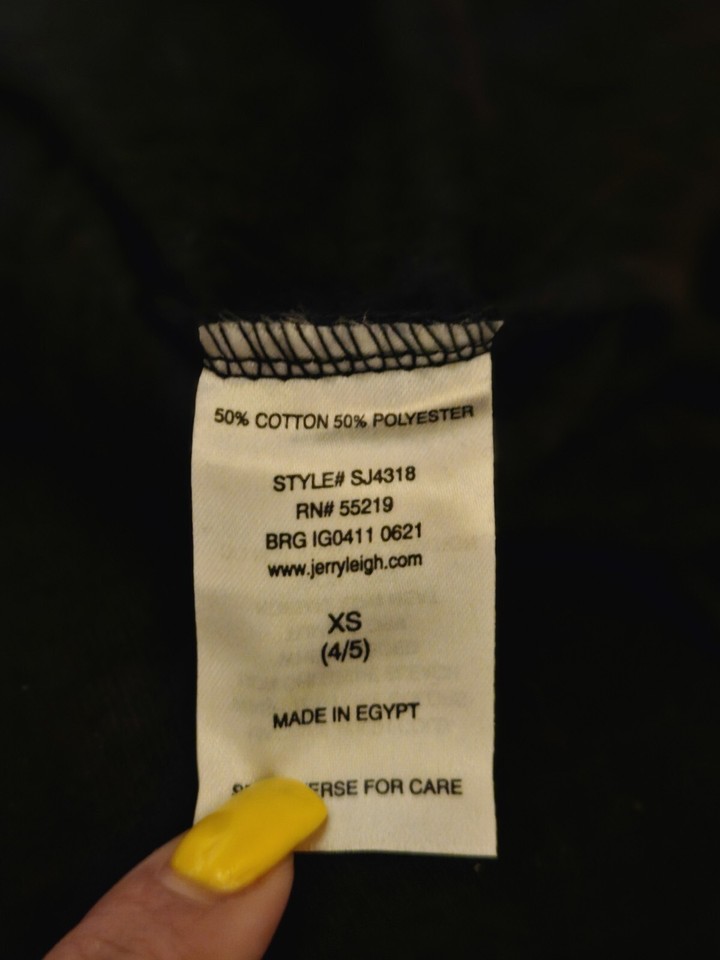 50% COTTON 50% POLYESTER
STYLE# SJ4318
RN# 55219
BRG IG0411 0621
www.jerryleigh.com
XS
(4/5)
MADE IN EGYPT
FOR CARE